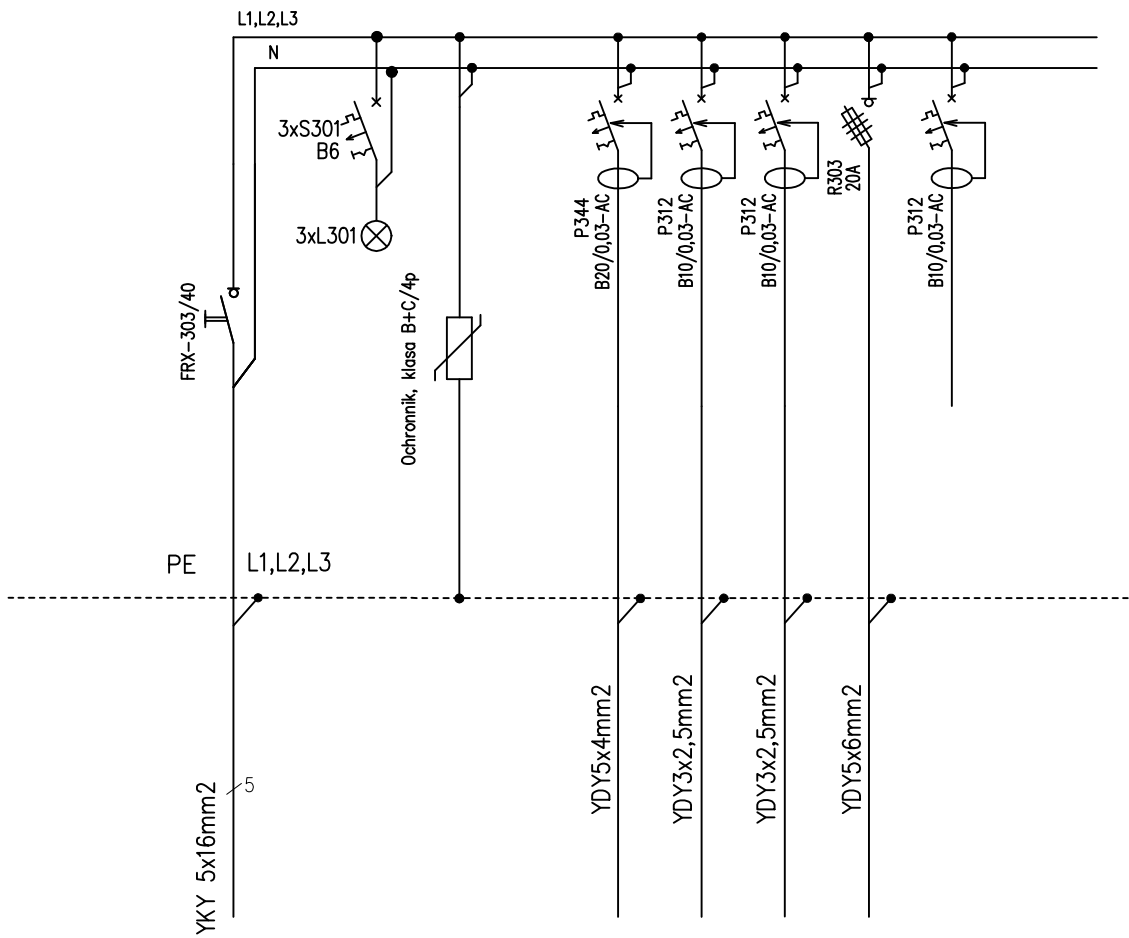 L1,L2,L3
N
3xS301
B6
3xL301
FRX-303/40
Ochronnik, klasa B+C/4p
P344
B20/0,03-AC
P312
B10/0,03-AC
P312
B10/0,03-AC
R303
20A
P312
B10/0,03-AC
PE
L1,L2,L3
YKY 5x16mm2
5
YDY5x4mm2
YDY3x2,5mm2
YDY3x2,5mm2
YDY5x6mm2